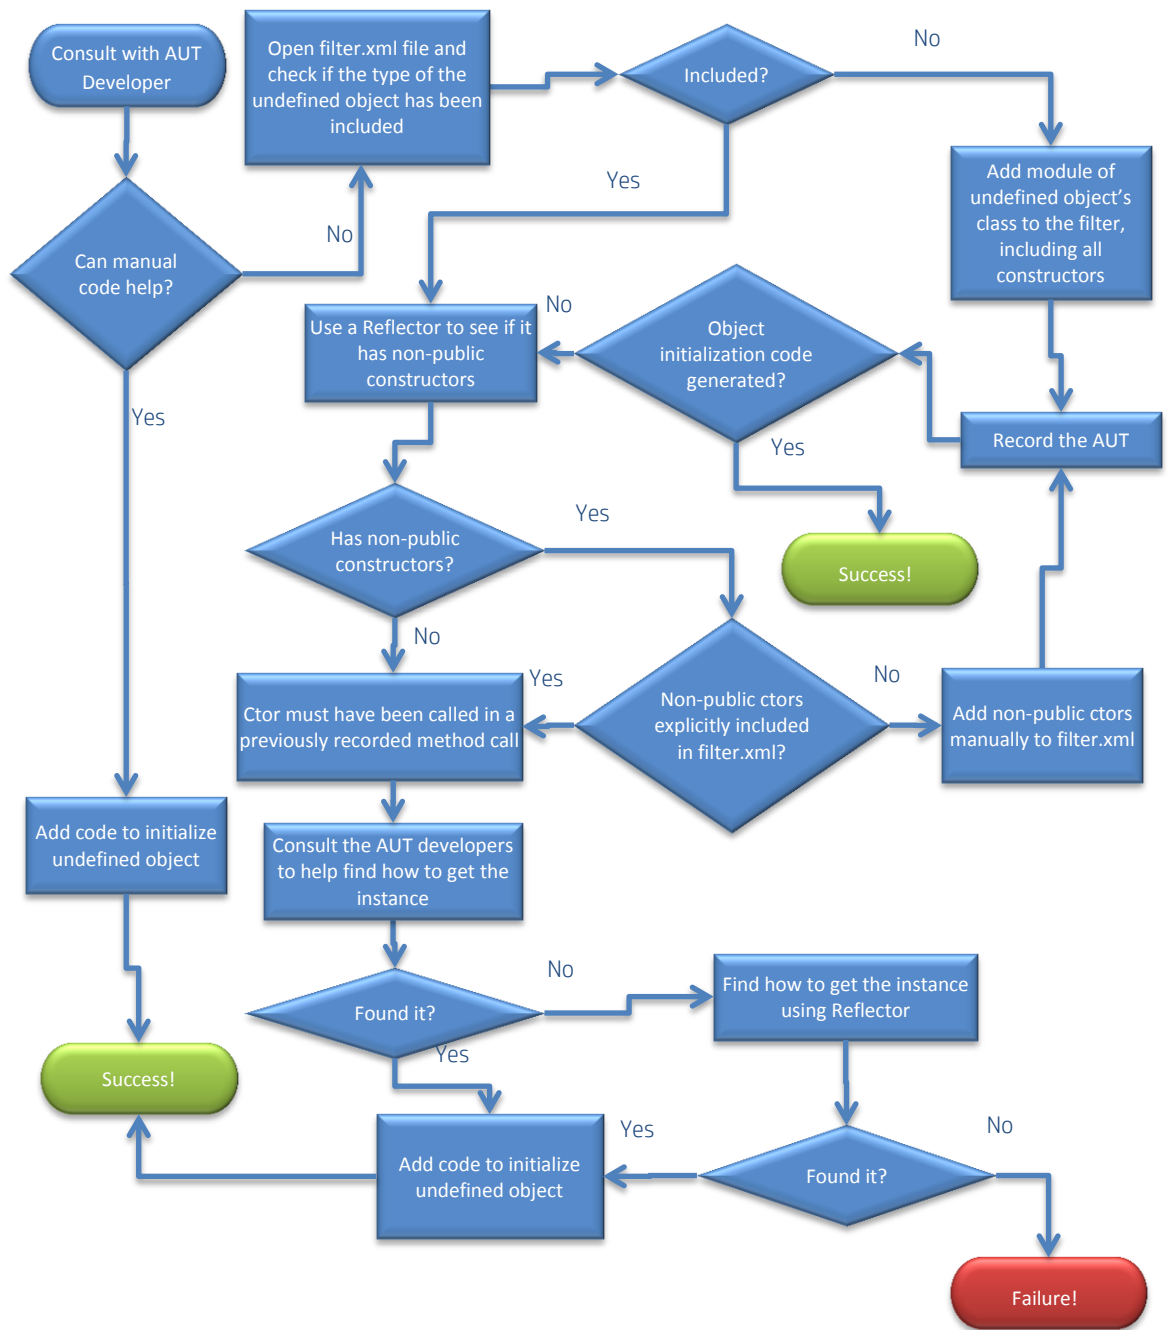 Consult with AUT
Developer
Open filter.xml file and
check if the type of the
undefined object has been
included
Included?
No
Yes
Add module of
undefined object's
class to the filter,
including all
constructors
Can manual
code help?
No
Yes
Use a Reflector to see if it
has non-public
constructors
No
Object
initialization code
generated?
Yes
Record the AUT
Success!
Has non-public
constructors?
Yes
No
Ctor must have been called in a
previously recorded method call
Yes
Non-public ctors
explicitly included
in filter.xml?
No
Add non-public ctors
manually to filter.xml
Add code to initialize
undefined object
Consult the AUT developers
to help find how to get the
instance
Found it?
No
Yes
Find how to get the instance
using Reflector
Success!
Add code to initialize
undefined object
Yes
Found it?
No
Failure!